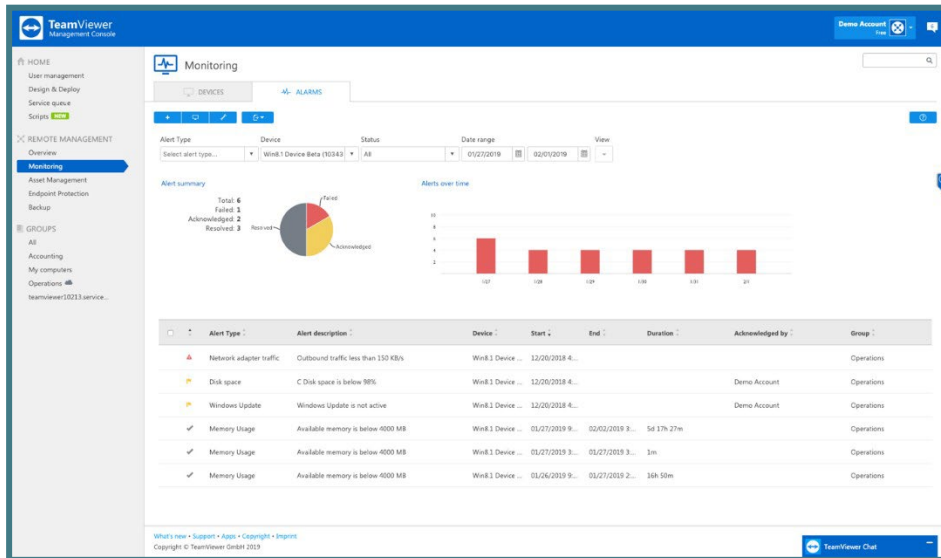 TeamViewer
Management Console
Demo Account
Free
HOME
User management
Design & Deploy
Service queue
Scripts NEW
REMOTE MANAGEMENT
Overview
Monitoring
Asset Management
Endpoint Protection
Backup
GROUPS
All
Accounting
My computers
Operations
teamviewer10213.service...
Monitoring
DEVICES
ALARMS
Alert Type
Device
Status
Date range
View
Select alert type...
Win8.1 Device Beta (10343
All
01/27/2019
02/01/2019
Alert summary
Total: 6
Failed: 1
Acknowledged: 2
Resolved: 3
Failed
Resolved
Acknowledged
Alerts over time
10
8
6
4
2
1/27
1/28
1/29
1/30
1/31
2/1
Alert Type Alert description Device Start End Duration Acknowledged by Group
Network adapter traffic Outbound traffic less than 150 KB/s Win8.1 Device ... 12/20/2018 4:... Operations
Disk space C Disk space is below 98% Win8.1 Device ... 12/20/2018 4:... Demo Account Operations
Windows Update Windows Update is not active Win8.1 Device ... 12/20/2018 4:... Demo Account Operations
Memory Usage Available memory is below 4000 MB Win8.1 Device ... 01/27/2019 9... 02/02/2019 3... 5d 17h 27m Operations
Memory Usage Available memory is below 4000 MB Win8.1 Device ... 01/27/2019 3... 01/27/2019 3... 1m Operations
Memory Usage Available memory is below 4000 MB Win8.1 Device ... 01/26/2019 9... 01/27/2019 2... 16h 50m Operations
What's new • Support • Apps • Copyright • Imprint
Copyright © TeamViewer GmbH 2019
TeamViewer Chat